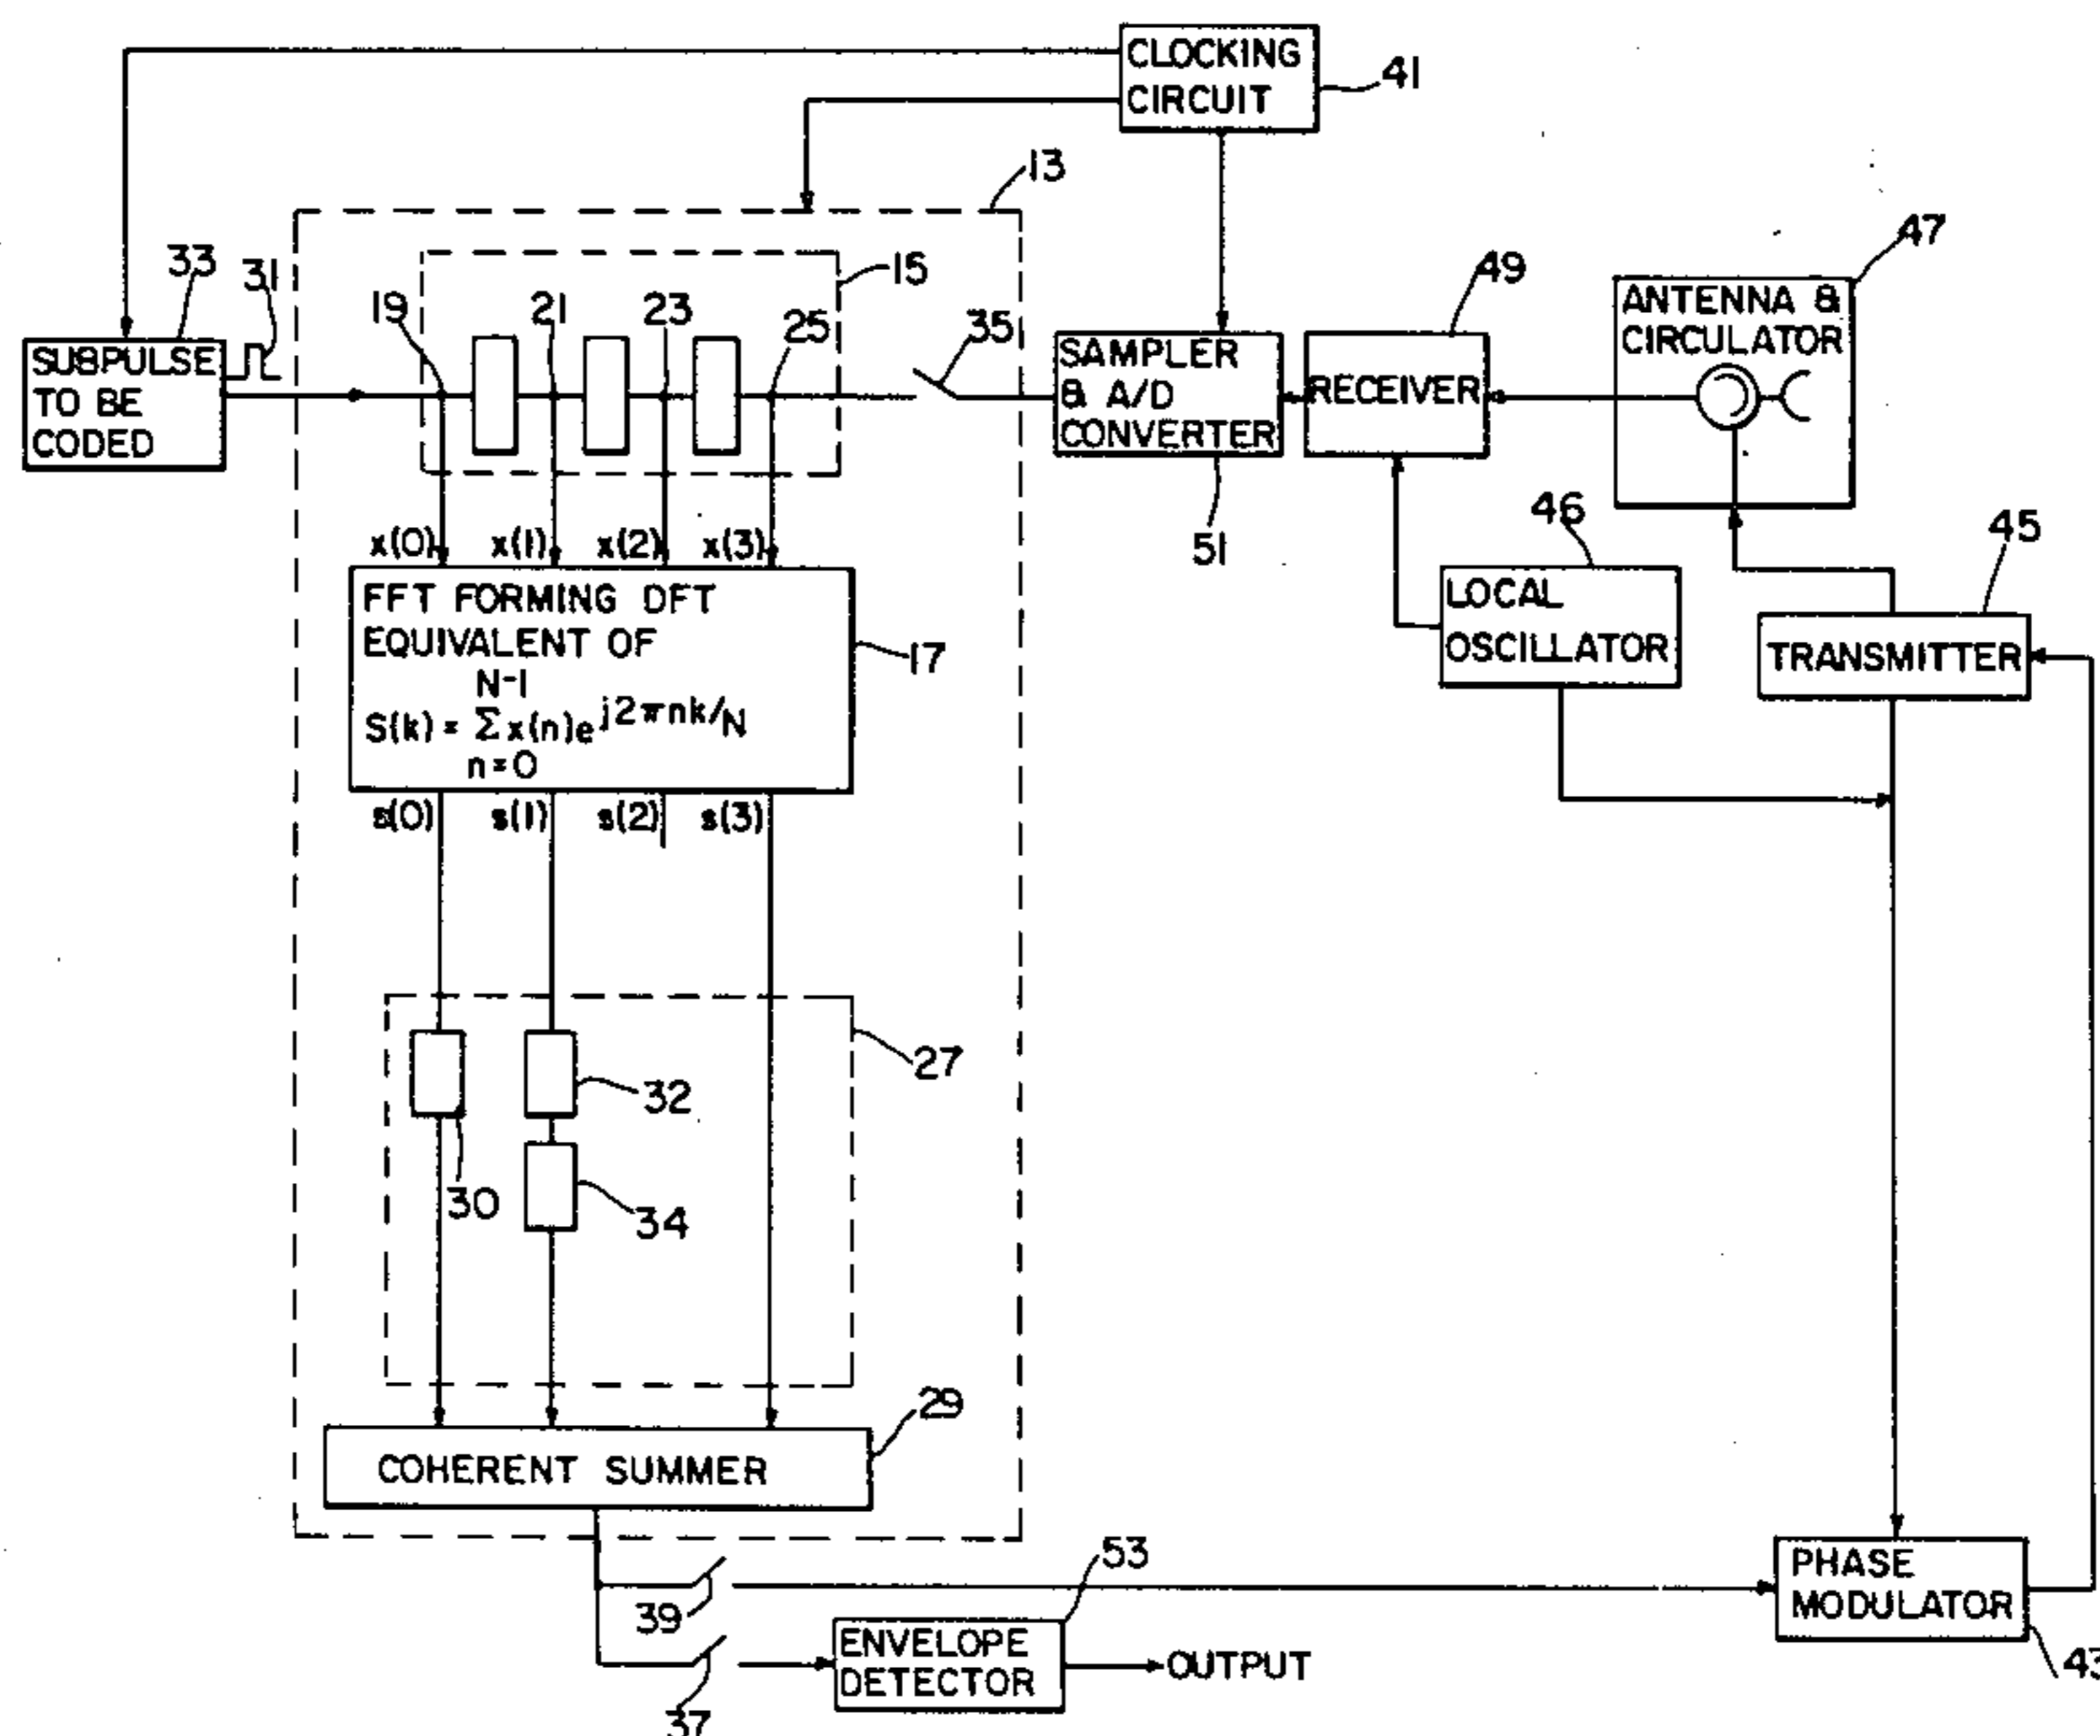 CLOCKING
CIRCUIT
41
13
47
33
31
15
49
ANTENNA &
CIRCULATOR
19
21
23
25
35
SUBPULSE
TO BE
CODED
SAMPLER
& A/D
CONVERTER
RECEIVER
46
45
51
x(0) x(1) x(2) x(3)
FFT FORMING DFT
EQUIVALENT OF
N-1
S(k) = Σ x(n)e j2πnk/N
n=0
17
LOCAL
OSCILLATOR
TRANSMITTER
s(0) s(1) s(2) s(3)
27
32
30
34
29
COHERENT SUMMER
53
39
PHASE
MODULATOR
ENVELOPE
DETECTOR
OUTPUT
43
37